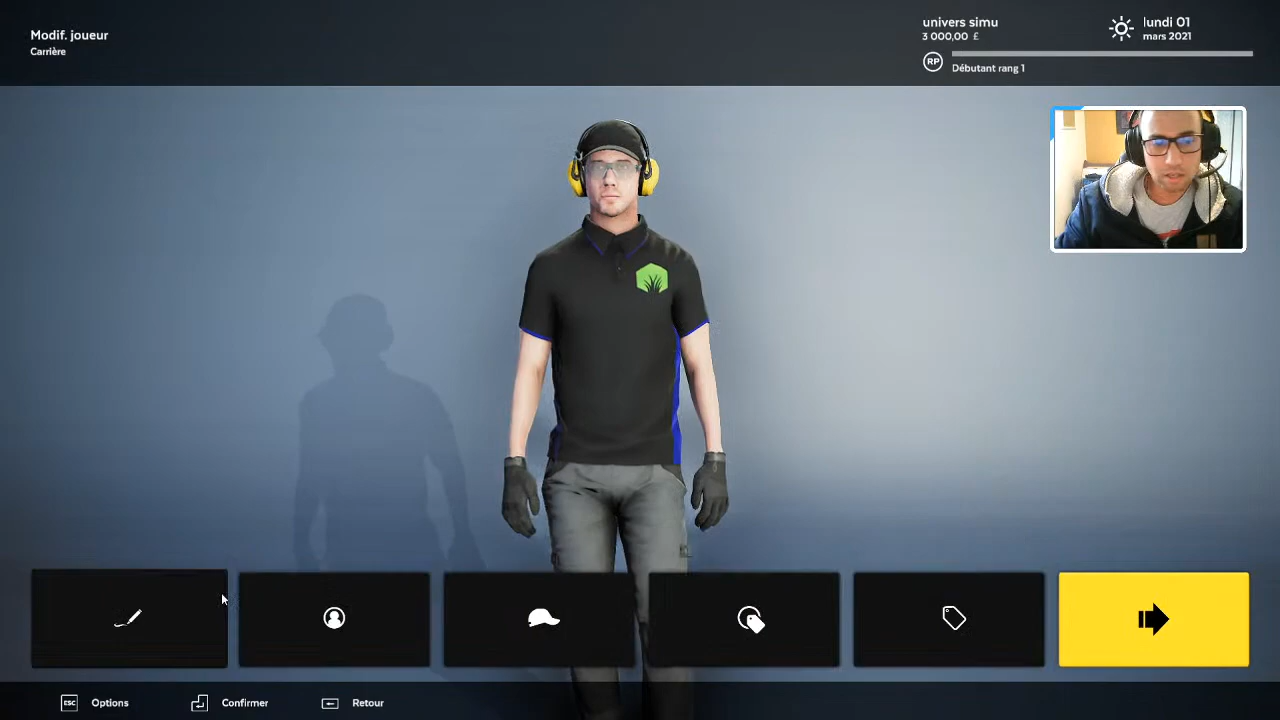 Modif. joueur
Carrière
univers simu
3 000,00 £
lundi 01
mars 2021
RP
Débutant rang 1
ESC Options
Confirmer
Retour